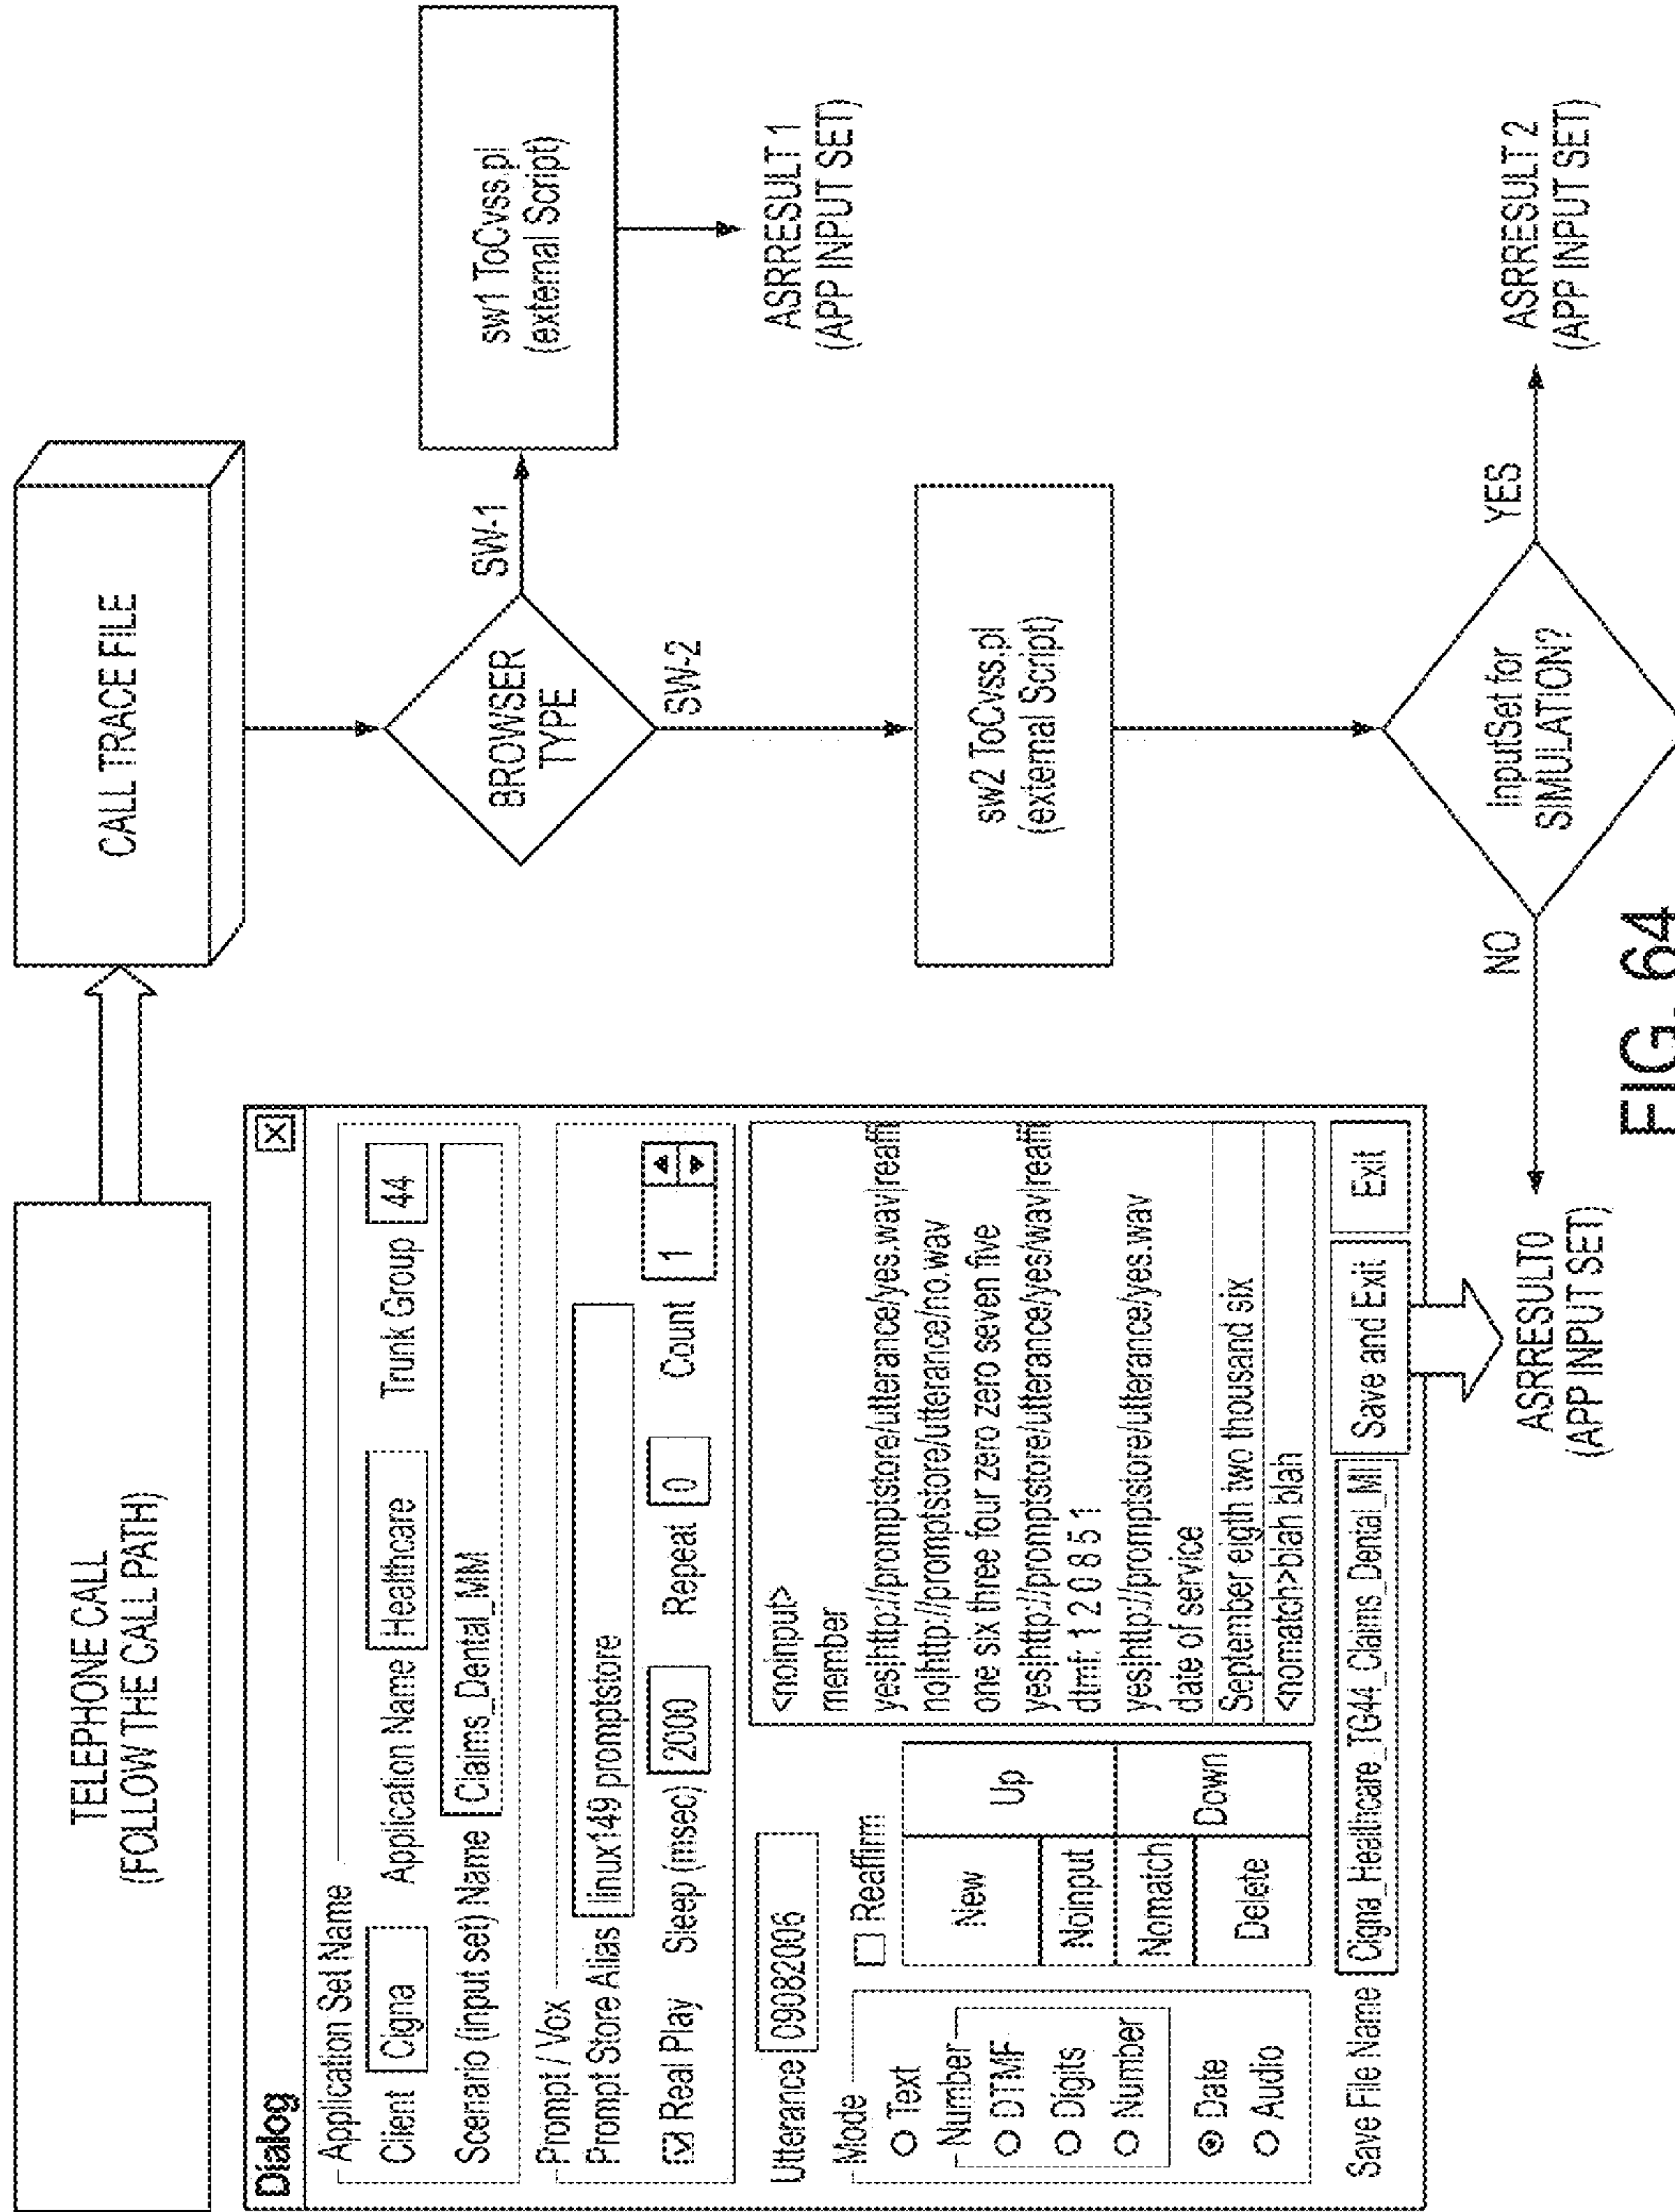 TELEPHONE CALL
(FOLLOW THE CALL PATH)
CALL TRACE FILE
Dialog
Application Set Name
Client Cigna Application Name Healthcare Trunk Group 44
Scenario (input set) Name Claims_Dental_MM
Prompt / Vox
Prompt Store Alias linux149 promptstore
Real Play Sleep (msec) 2000 Repeat 0 Count 1
Utterance 09082006
Mode
Text
Number
DTMF
Digits
Number
Date
Audio
Reaffirm
New
Up
Noinput
Nomatch
Down
Delete
<noinput>
member
yes|http://promptstore/utterance/yes.wav|reaffi
no|http://promptstore/utterance/no.wav
one six three four zero zero seven five
yes|http://promptstore/utterance/yes/wav|reaffi
dtmf: 1 2 0 8 5 1
yes|http://promptstore/utterance/yes.wav
date of service
September eigth two thousand six
<nomatch>blah blah
Save File Name Cigna_Healthcare_TG44_Claims_Dental_MI Save and Exit Exit
BROWSER
TYPE
SW-1
SW-2
sw1 ToCvss.pl
(external Script)
ASRRESULT 1
(APP INPUT SET)
sw2 ToCvss.pl
(external Script)
InputSet for
SIMULATION?
NO
YES
ASRRESULT0
(APP INPUT SET)
ASRRESULT 2
(APP INPUT SET)
FIG. 64